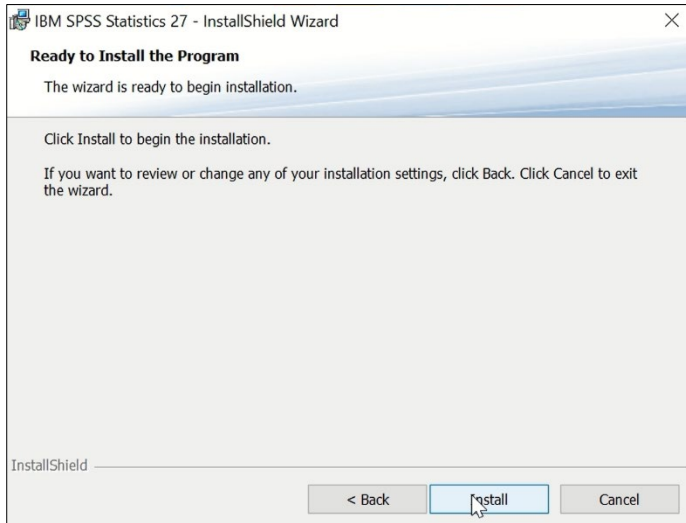 IBM SPSS Statistics 27 - InstallShield Wizard
Ready to Install the Program
The wizard is ready to begin installation.
Click Install to begin the installation.
If you want to review or change any of your installation settings, click Back. Click Cancel to exit
the wizard.
InstallShield
< Back
Install
Cancel